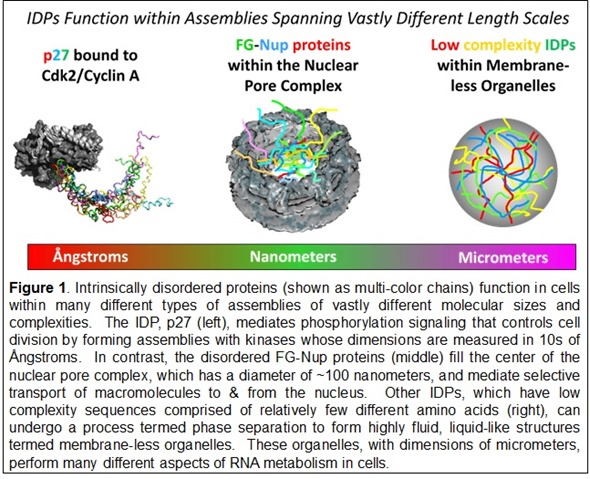 IDPs Function within Assemblies Spanning Vastly Different Length Scales
p27 bound to
Cdk2/Cyclin A
FG-Nup proteins
within the Nuclear
Pore Complex
Low complexity IDPs
within Membrane-
less Organelles
Ångstroms
Nanometers
Micrometers
Figure 1. Intrinsically disordered proteins (shown as multi-color chains) function in cells
within many different types of assemblies of vastly different molecular sizes and
complexities. The IDP, p27 (left), mediates phosphorylation signaling that controls cell
division by forming assemblies with kinases whose dimensions are measured in 10s of
Ångstroms. In contrast, the disordered FG-Nup proteins (middle) fill the center of the
nuclear pore complex, which has a diameter of ~100 nanometers, and mediate selective
transport of macromolecules to & from the nucleus. Other IDPs, which have low
complexity sequences comprised of relatively few different amino acids (right), can
undergo a process termed phase separation to form highly fluid, liquid-like structures
termed membrane-less organelles. These organelles, with dimensions of micrometers,
perform many different aspects of RNA metabolism in cells.